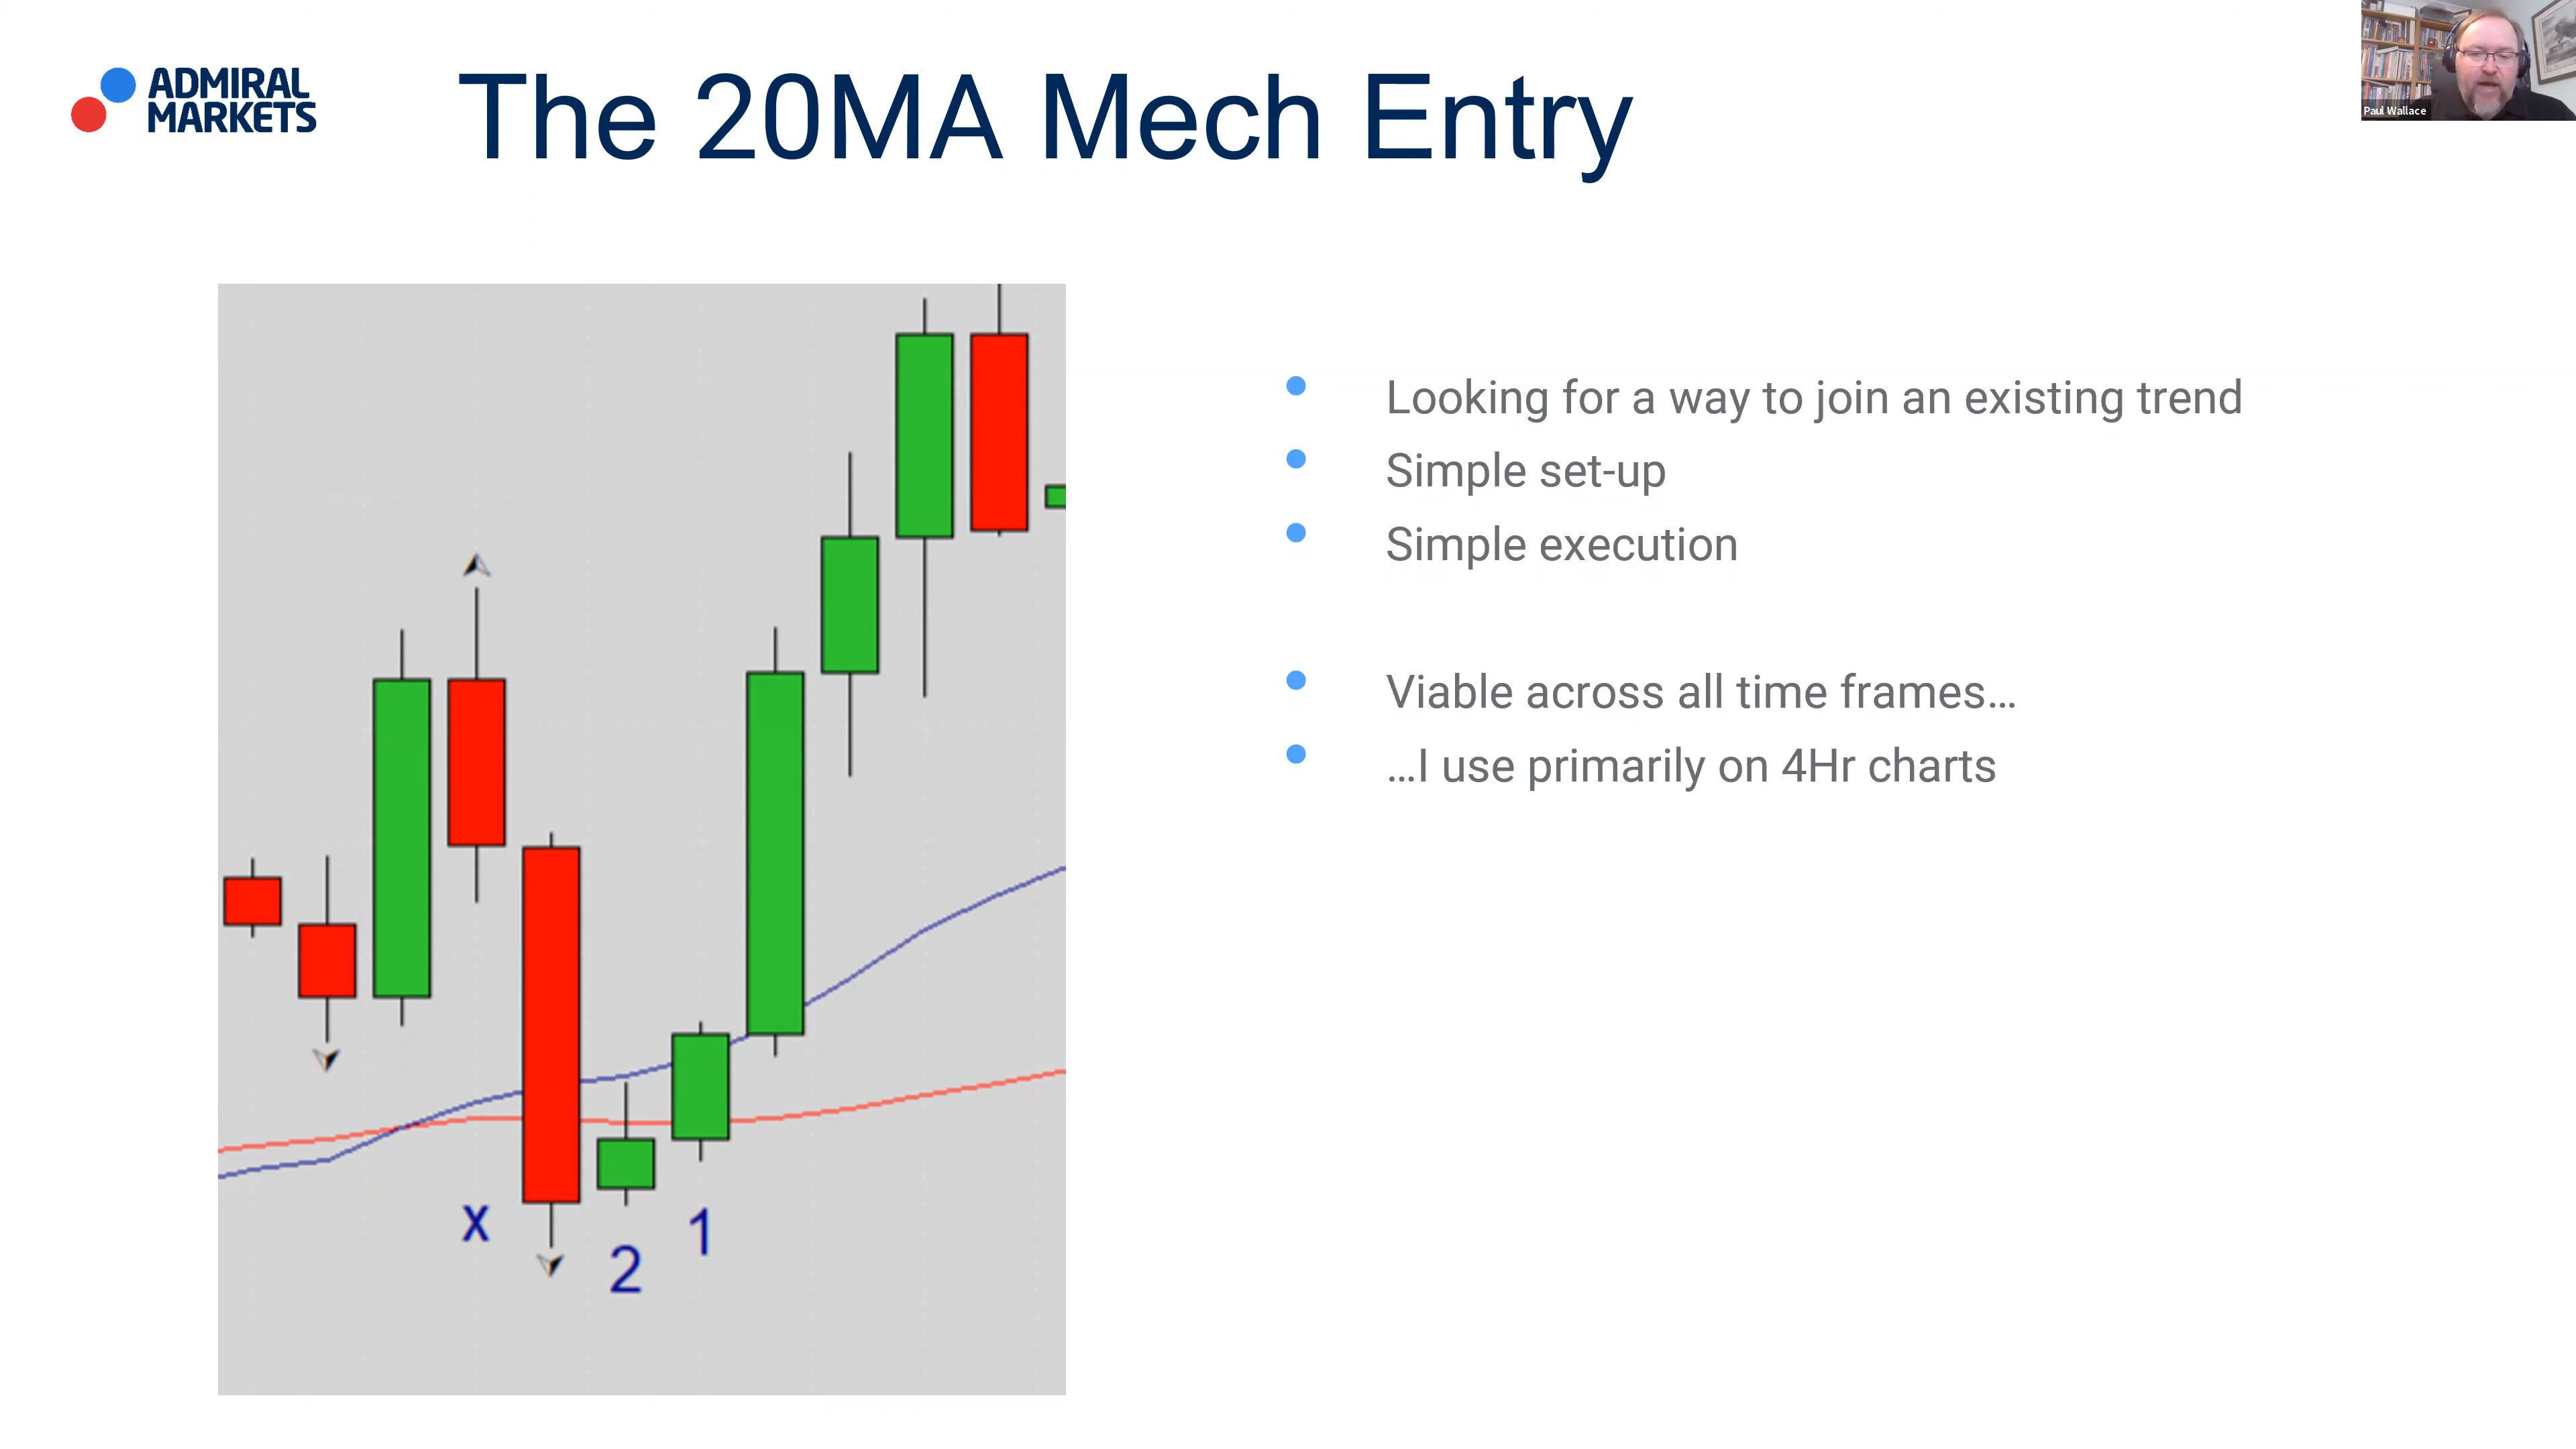 ADMIRAL
MARKETS
The 20MA Mech Entry
Paul Wallace
Looking for a way to join an existing trend
Simple set-up
Simple execution
Viable across all time frames…
…I use primarily on 4Hr charts
x
2
1